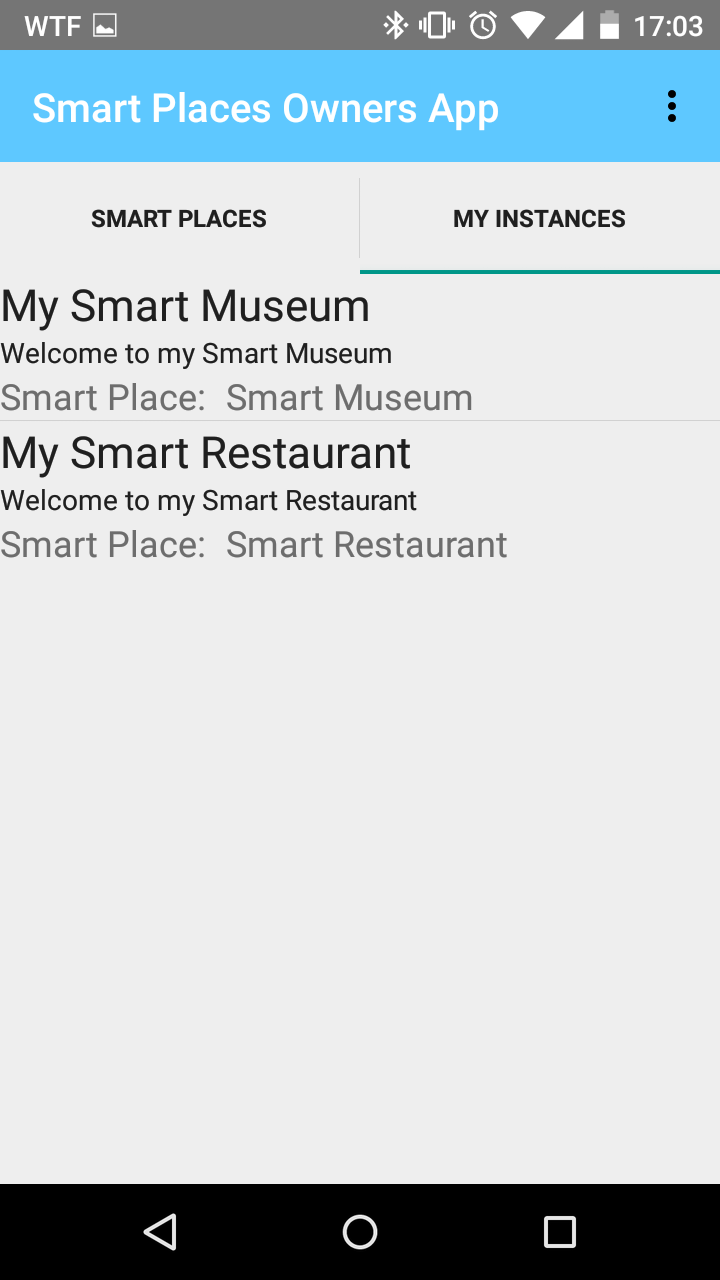 WTF 17:03
Smart Places Owners App
SMART PLACES MY INSTANCES
My Smart Museum
Welcome to my Smart Museum
Smart Place: Smart Museum
My Smart Restaurant
Welcome to my Smart Restaurant
Smart Place: Smart Restaurant